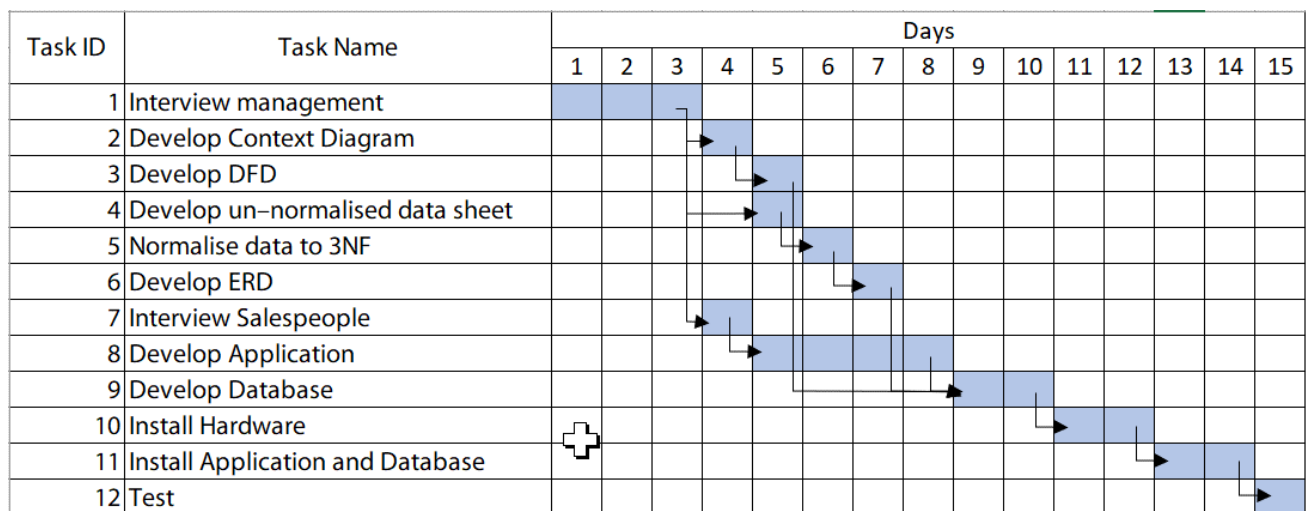 Task ID Task Name Days
1 2 3 4 5 6 7 8 9 10 11 12 13 14 15
1 Interview management
2 Develop Context Diagram
3 Develop DFD
4 Develop un–normalised data sheet
5 Normalise data to 3NF
6 Develop ERD
7 Interview Salespeople
8 Develop Application
9 Develop Database
10 Install Hardware
11 Install Application and Database
12 Test